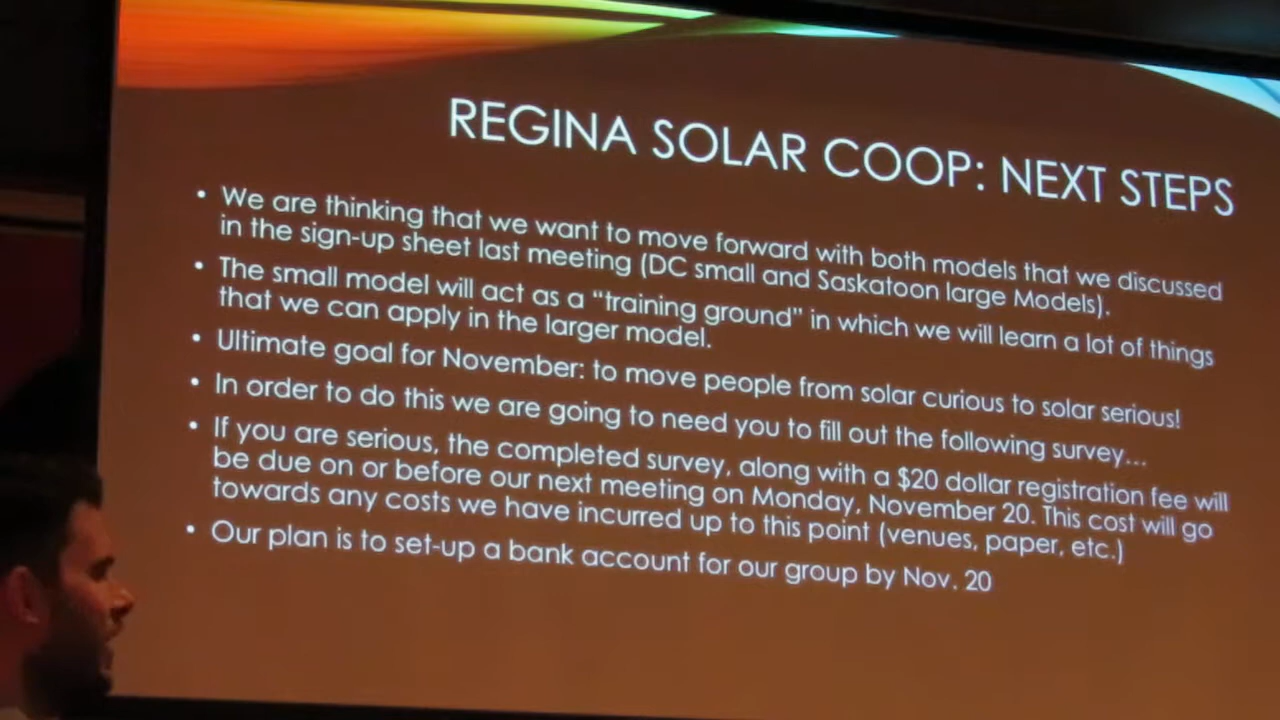 REGINA SOLAR COOP: NEXT STEPS
• We are thinking that we want to move forward with both models that we discussed
in the sign-up sheet last meeting (DC small and Saskatoon large Models).
• The small model will act as a “training ground” in which we will learn a lot of things
that we can apply in the larger model.
• Ultimate goal for November: to move people from solar curious to solar serious!
• In order to do this we are going to need you to fill out the following survey…
• If you are serious, the completed survey, along with a $20 dollar registration fee will
be due on or before our next meeting on Monday, November 20. This cost will go
towards any costs we have incurred up to this point (venues, paper, etc.)
• Our plan is to set-up a bank account for our group by Nov. 20